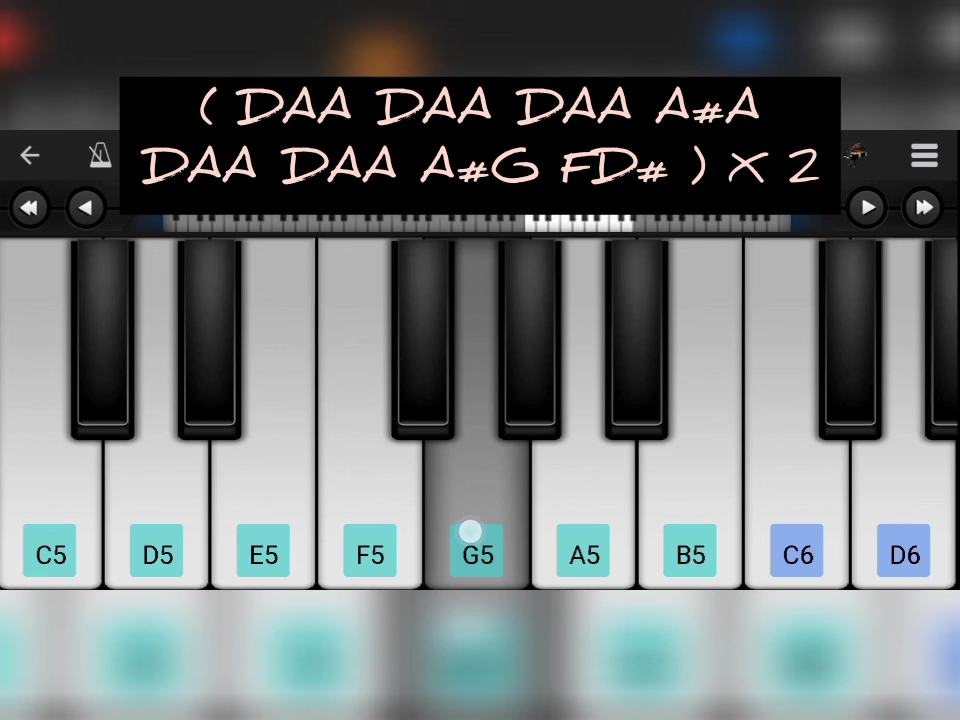 ( DAA DAA DAA A#A
DAA DAA A#G FD# ) X 2
C5 D5 E5 F5 G5 A5 B5 C6 D6